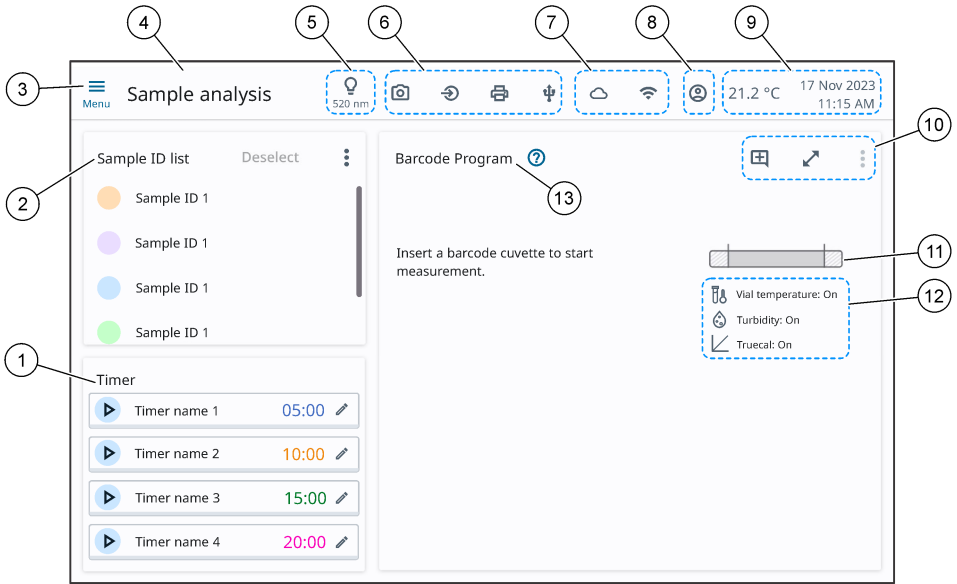 4
5
6
7
8
9
3
Menu
Sample analysis
520 nm
21.2 °C
17 Nov 2023
11:15 AM
10
2
Sample ID list
Deselect
Sample ID 1
Sample ID 1
Sample ID 1
Sample ID 1
Barcode Program
13
Insert a barcode cuvette to start
measurement.
11
12
Vial temperature: On
Turbidity: On
Truecal: On
1
Timer
Timer name 1
05:00
Timer name 2
10:00
Timer name 3
15:00
Timer name 4
20:00